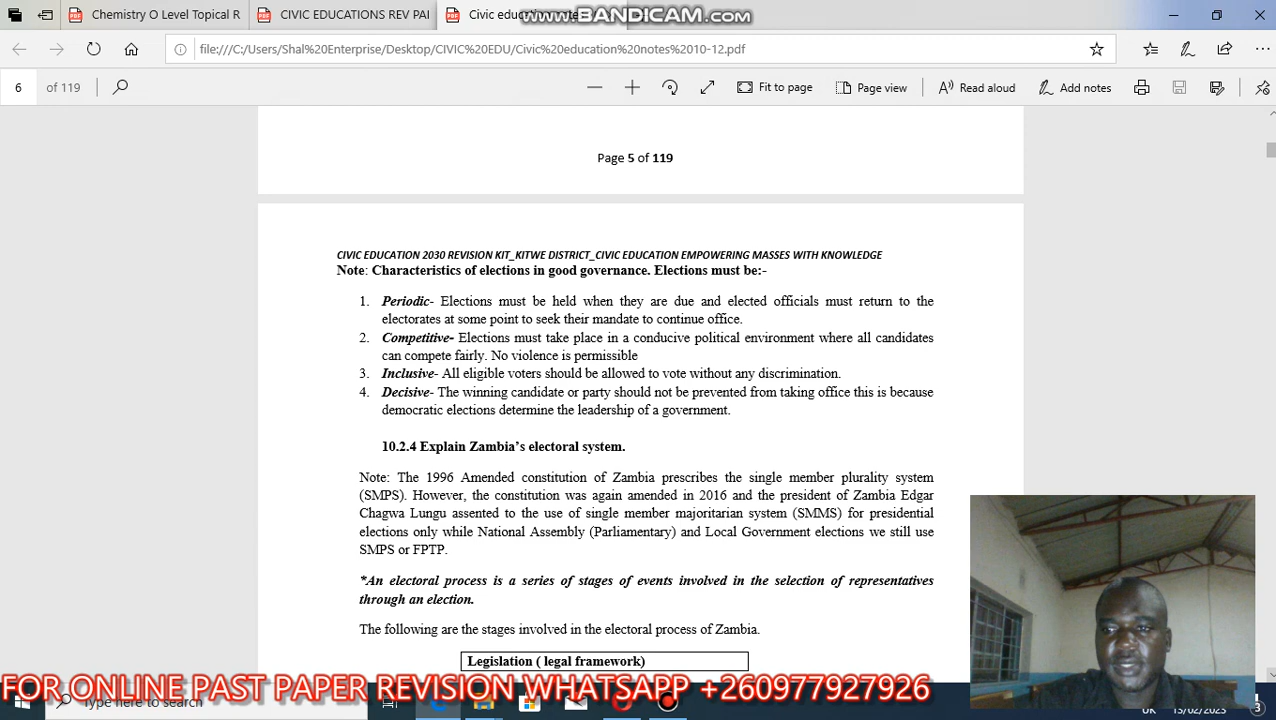 Chemistry O Level Topical R
CIVIC EDUCATIONS REV PAI
Civic educ
www.BANDICAM.com
file:///C:/Users/Shal%20Enterprise/Desktop/CIVIC%20EDU/Civic%20education%20notes%2010-12.pdf
6 of 119
Fit to page
Page view
Read aloud
Add notes
Page 5 of 119
CIVIC EDUCATION 2030 REVISION KIT_KITWE DISTRICT_CIVIC EDUCATION EMPOWERING MASSES WITH KNOWLEDGE
Note: Characteristics of elections in good governance. Elections must be:-
1. Periodic- Elections must be held when they are due and elected officials must return to the
electorates at some point to seek their mandate to continue office.
2. Competitive- Elections must take place in a conducive political environment where all candidates
can compete fairly. No violence is permissible
3. Inclusive- All eligible voters should be allowed to vote without any discrimination.
4. Decisive- The winning candidate or party should not be prevented from taking office this is because
democratic elections determine the leadership of a government.
10.2.4 Explain Zambia's electoral system.
Note: The 1996 Amended constitution of Zambia prescribes the single member plurality system
(SMPS). However, the constitution was again amended in 2016 and the president of Zambia Edgar
Chagwa Lungu assented to the use of single member majoritarian system (SMMS) for presidential
elections only while National Assembly (Parliamentary) and Local Government elections we still use
SMPS or FPTP.
*An electoral process is a series of stages of events involved in the selection of representatives
through an election.
The following are the stages involved in the electoral process of Zambia.
Legislation ( legal framework)
FOR ONLINE PAST PAPER REVISION WHATSAPP +260977927926
Type here to search
UK 13/02/2023
3